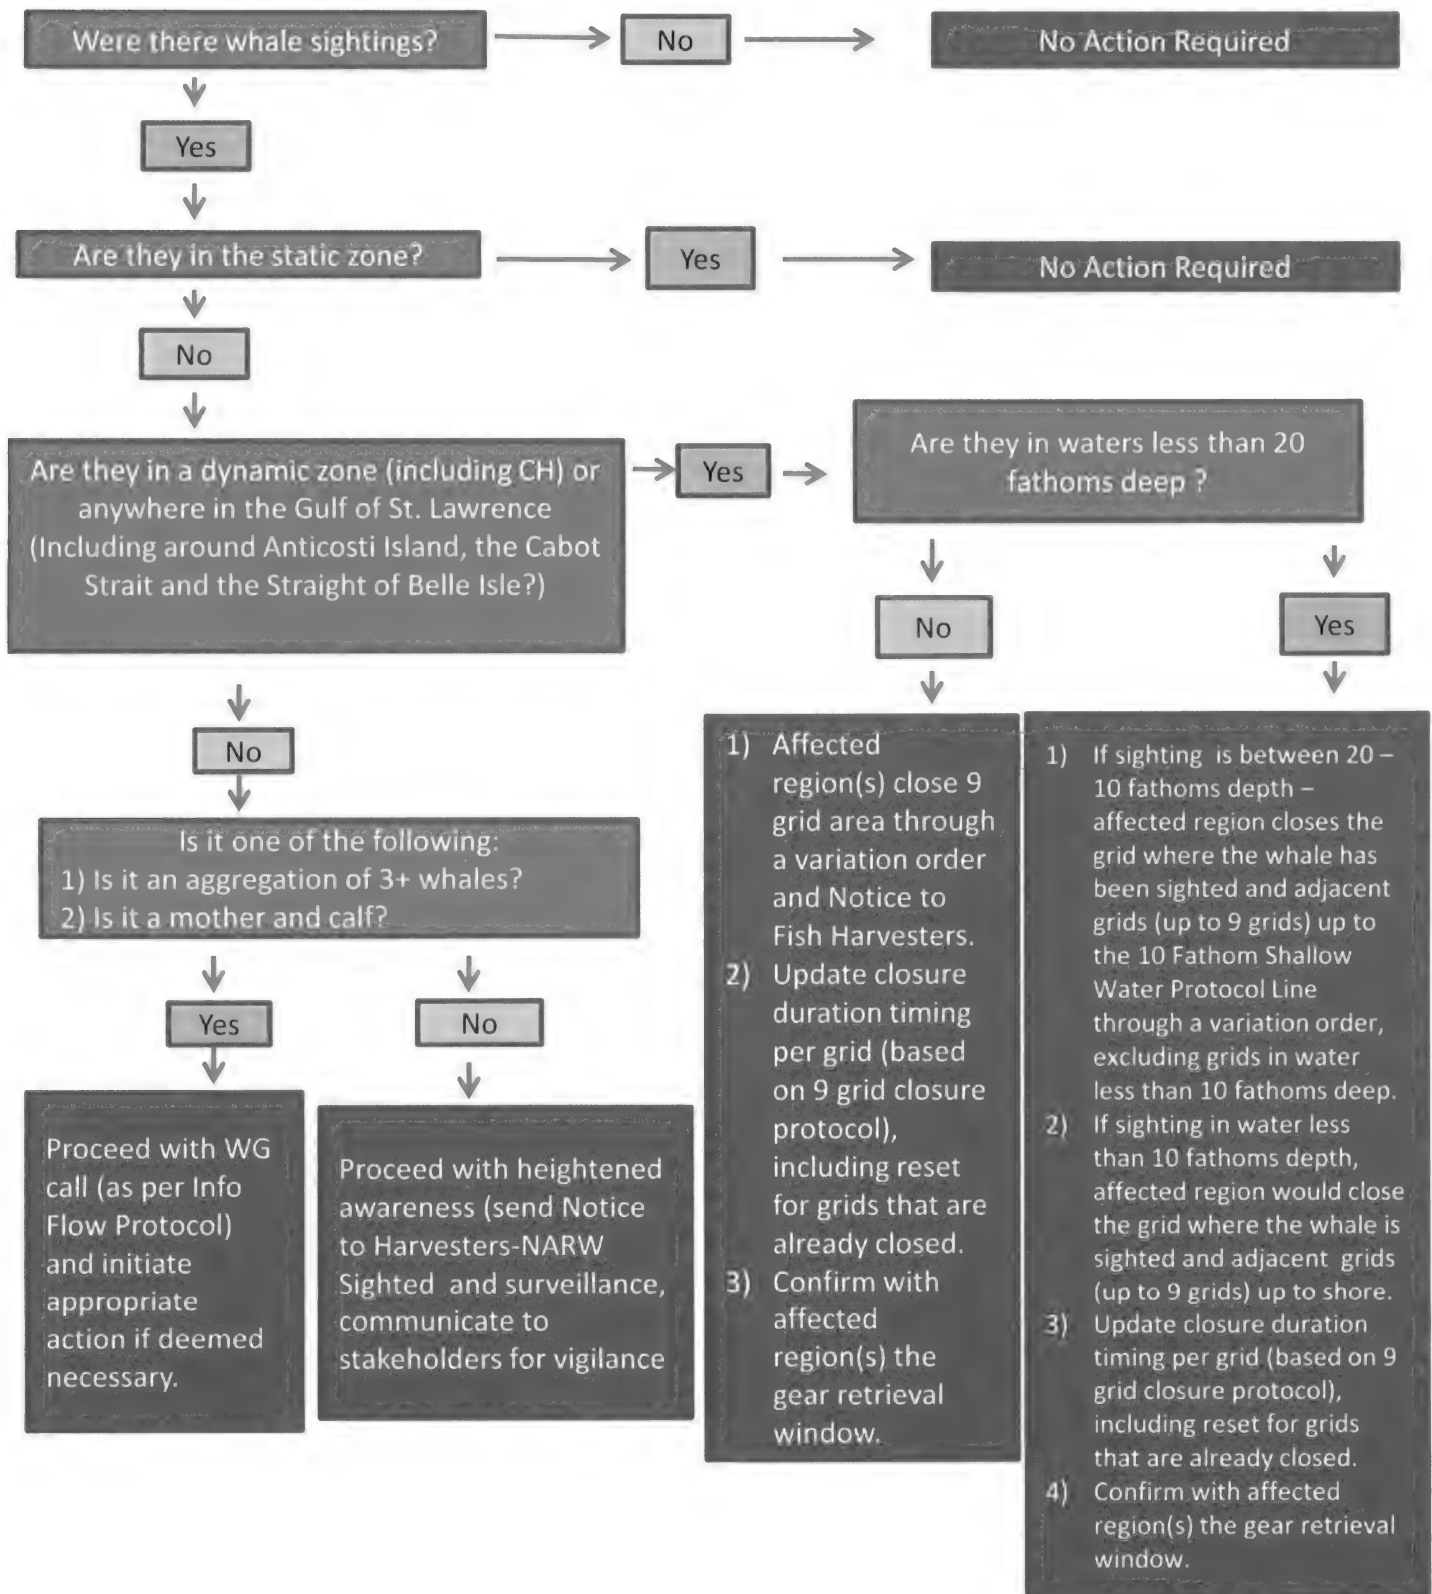 Were there whale sightings?
No
No Action Required
Yes
Are they in the static zone?
Yes
No Action Required
No
Are they in a dynamic zone (including CH) or
anywhere in the Gulf of St. Lawrence
(Including around Anticosti Island, the Cabot
Strait and the Straight of Belle Isle?)
Yes
Are they in waters less than 20
fathoms deep ?
No
Yes
No
Is it one of the following:
1) Is it an aggregation of 3+ whales?
2) Is it a mother and calf?
Yes
No
Proceed with WG
call (as per Info
Flow Protocol)
and initiate
appropriate
action if deemed
necessary.
Proceed with heightened
awareness (send Notice
to Harvesters-NARW
Sighted and surveillance,
communicate to
stakeholders for vigilance
1) Affected
region(s) close 9
grid area through
a variation order
and Notice to
Fish Harvesters.
2) Update closure
duration timing
per grid (based
on 9 grid closure
protocol),
including reset
for grids that are
already closed.
3) Confirm with
affected
region(s) the
gear retrieval
window.
1) If sighting is between 20 –
10 fathoms depth –
affected region closes the
grid where the whale has
been sighted and adjacent
grids (up to 9 grids) up to
the 10 Fathom Shallow
Water Protocol Line
through a variation order,
excluding grids in water
less than 10 fathoms deep.
2) If sighting in water less
than 10 fathoms depth,
affected region would close
the grid where the whale is
sighted and adjacent grids
(up to 9 grids) up to shore.
3) Update closure duration
timing per grid (based on 9
grid closure protocol),
including reset for grids
that are already closed.
4) Confirm with affected
region(s) the gear retrieval
window.